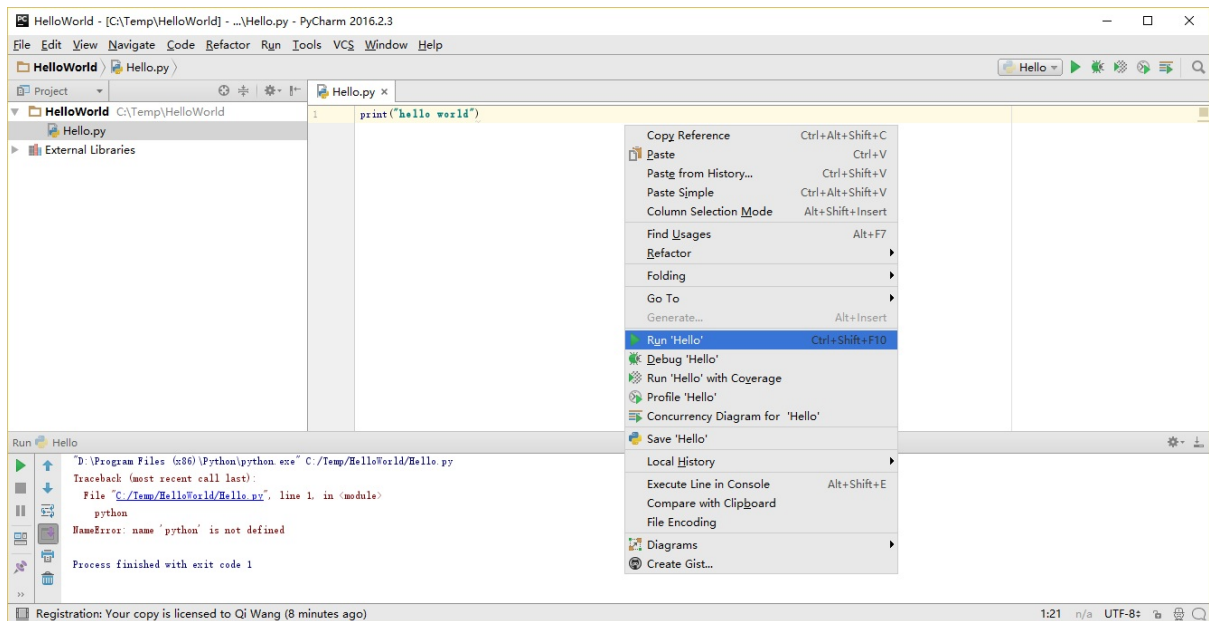 HelloWorld - [C:\Temp\HelloWorld] - ...\Hello.py - PyCharm 2016.2.3
File Edit View Navigate Code Refactor Run Tools VCS Window Help
HelloWorld Hello.py Hello
Project Hello.py ×
HelloWorld C:\Temp\HelloWorld
Hello.py
External Libraries
1 print("hello world")
Copy Reference Ctrl+Alt+Shift+C
Paste Ctrl+V
Paste from History... Ctrl+Shift+V
Paste Simple Ctrl+Alt+Shift+V
Column Selection Mode Alt+Shift+Insert
Find Usages Alt+F7
Refactor
Folding
Go To
Generate... Alt+Insert
Run 'Hello' Ctrl+Shift+F10
Debug 'Hello'
Run 'Hello' with Coverage
Profile 'Hello'
Concurrency Diagram for 'Hello'
Save 'Hello'
Local History
Execute Line in Console Alt+Shift+E
Compare with Clipboard
File Encoding
Diagrams
Create Gist...
Run Hello
"D:\Program Files (x86)\Python\python.exe" C:/Temp/HelloWorld/Hello.py
Traceback (most recent call last):
File "C:/Temp/HelloWorld/Hello.py", line 1, in <module>
python
NameError: name 'python' is not defined
Process finished with exit code 1
Registration: Your copy is licensed to Qi Wang (8 minutes ago) 1:21 n/a UTF-8